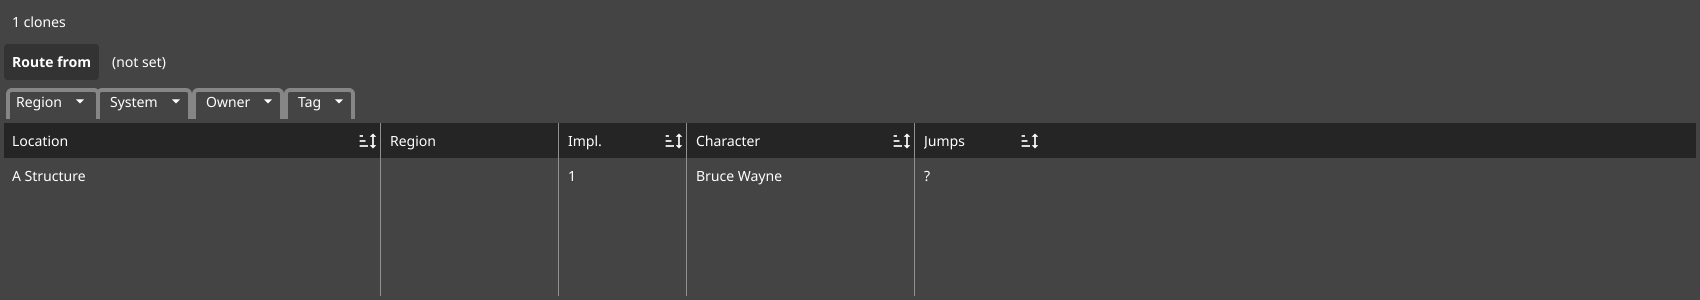 1 clones
Route from (not set)
Region System Owner Tag
Location Region Impl. Character Jumps
A Structure 1 Bruce Wayne ?